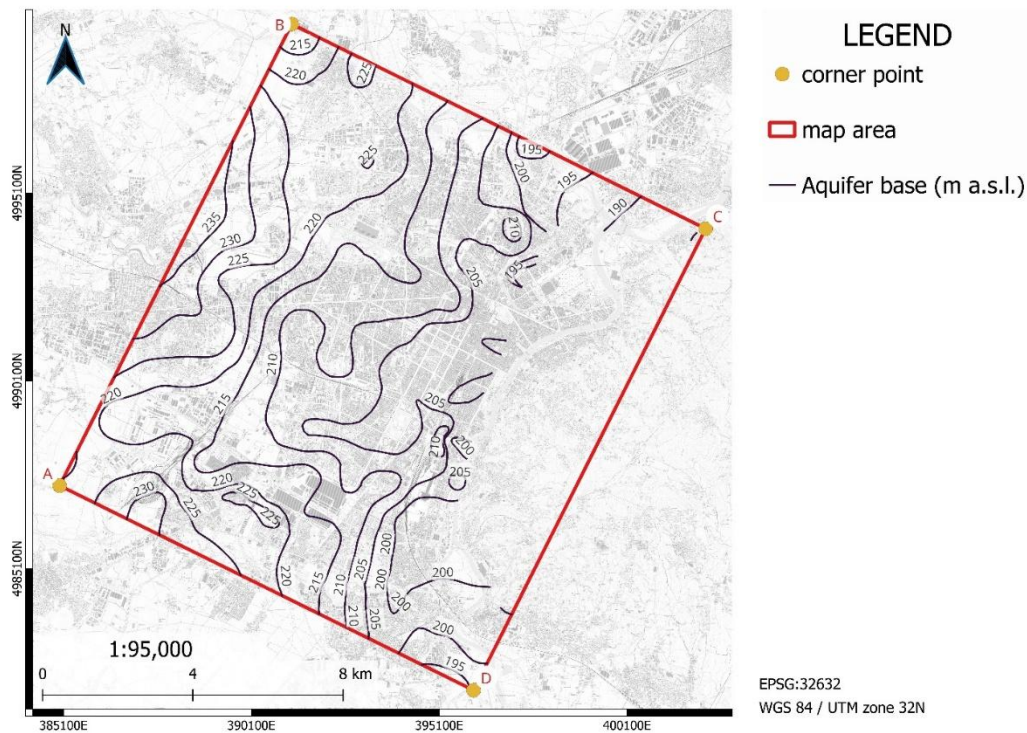 LEGEND
corner point
map area
Aquifer base (m a.s.l.)
N
B
215
220
225
225
195
200
195
190
C
235
230
225
220
210
195
205
210
215
220
205
210
200
205
A
230
225
220
225
225
220
215
210
205
200
200
200
200
210
205
200
195
D
4995100N
4990100N
4985100N
1:95,000
0 4 8 km
385100E 390100E 395100E 400100E
EPSG:32632
WGS 84 / UTM zone 32N